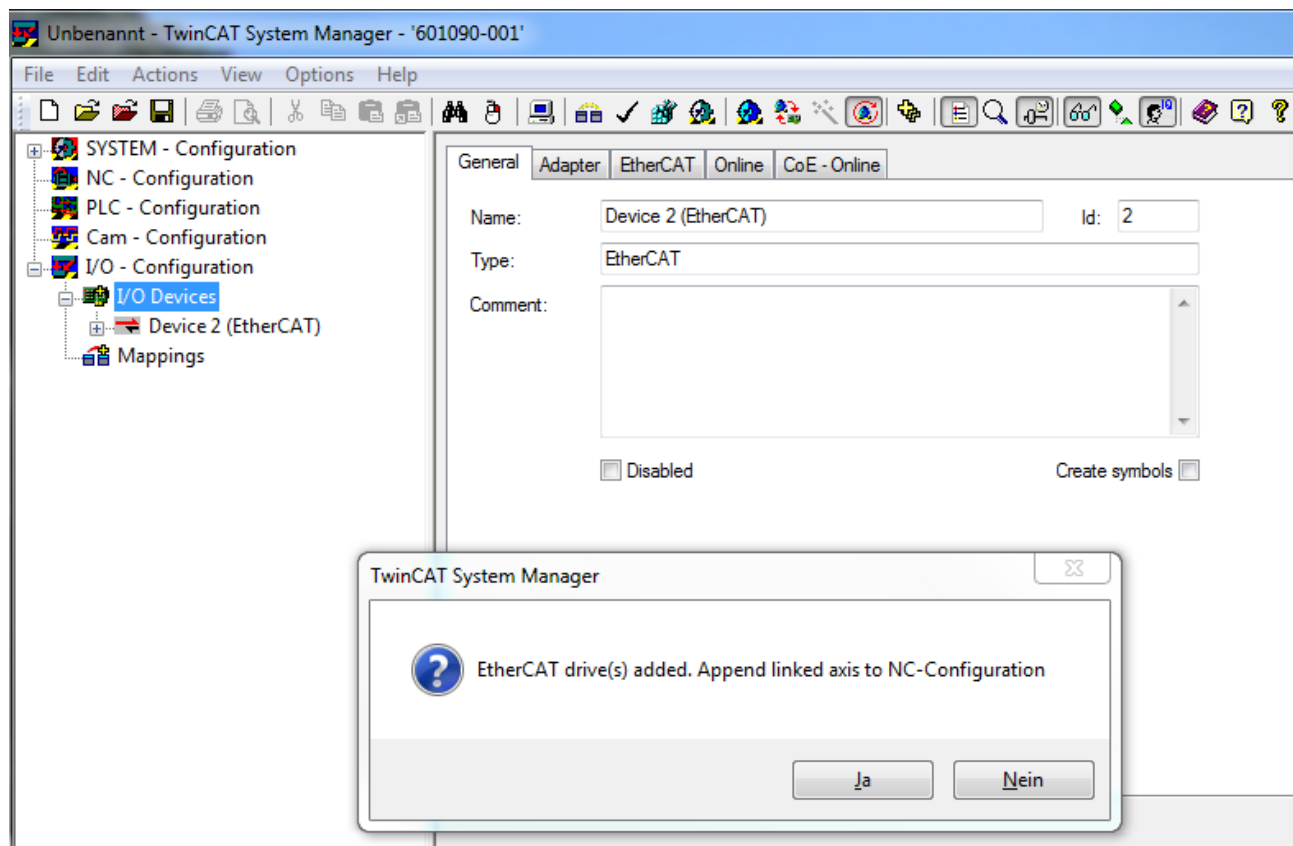 Unbenannt - TwinCAT System Manager - '601090-001'
File Edit Actions View Options Help
SYSTEM - Configuration
NC - Configuration
PLC - Configuration
Cam - Configuration
I/O - Configuration
I/O Devices
Device 2 (EtherCAT)
Mappings
General Adapter EtherCAT Online CoE - Online
Name: Device 2 (EtherCAT) Id: 2
Type: EtherCAT
Comment:
Disabled Create symbols
TwinCAT System Manager
EtherCAT drive(s) added. Append linked axis to NC-Configuration
Ja Nein